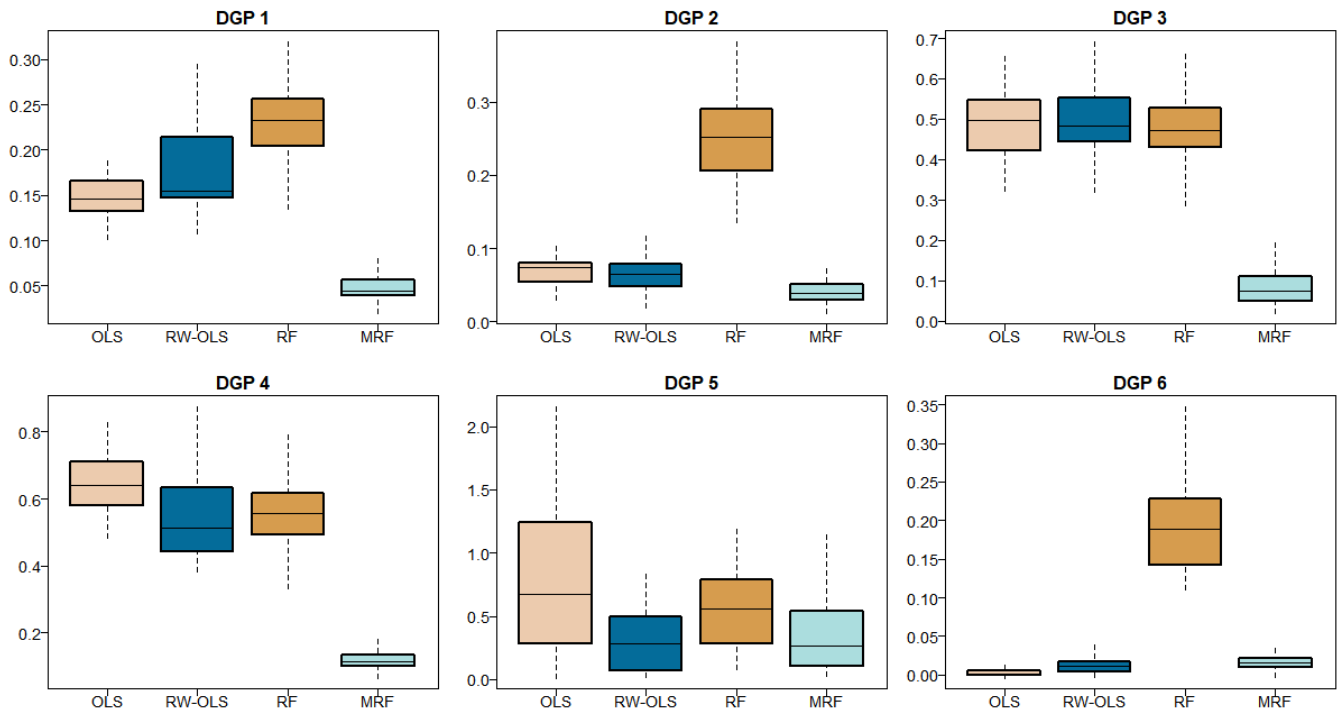 DGP 1
0.30
0.25
0.20
0.15
0.10
0.05
OLS RW-OLS RF MRF
DGP 2
0.3
0.2
0.1
0.0
OLS RW-OLS RF MRF
DGP 3
0.7
0.6
0.5
0.4
0.3
0.2
0.1
0.0
OLS RW-OLS RF MRF
DGP 4
0.8
0.6
0.4
0.2
OLS RW-OLS RF MRF
DGP 5
2.0
1.5
1.0
0.5
0.0
OLS RW-OLS RF MRF
DGP 6
0.35
0.30
0.25
0.20
0.15
0.10
0.05
0.00
OLS RW-OLS RF MRF